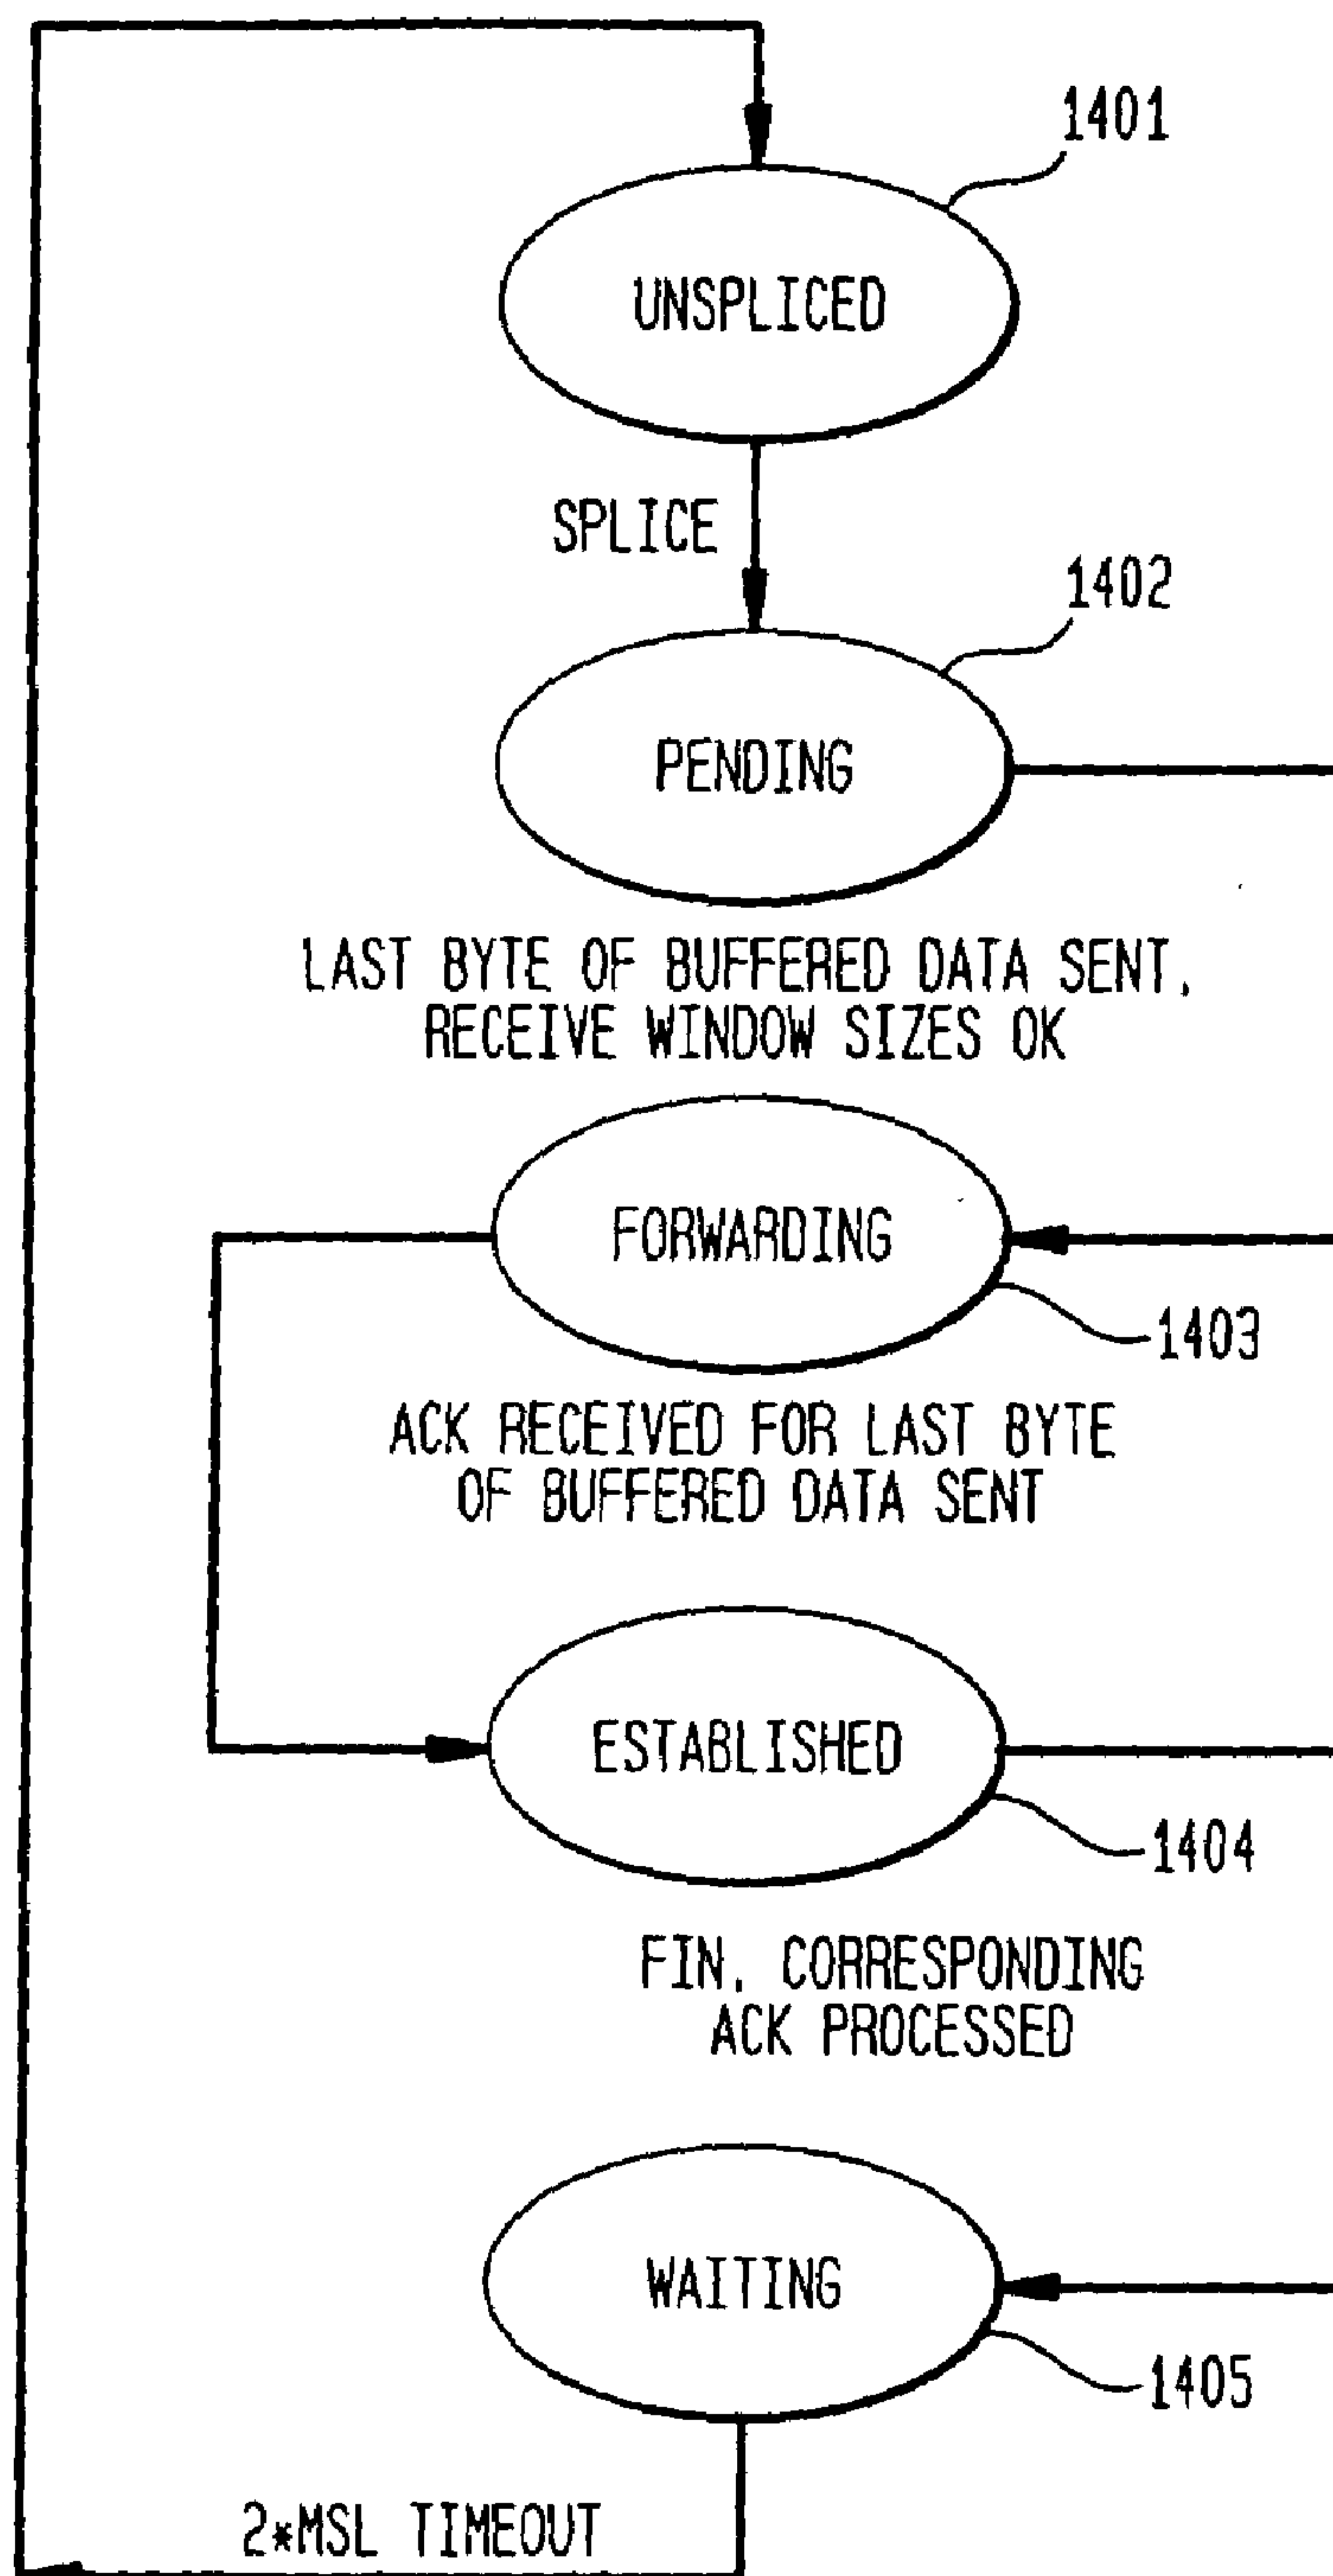 1401
UNSPLICED
SPLICE
1402
PENDING
LAST BYTE OF BUFFERED DATA SENT,
RECEIVE WINDOW SIZES OK
FORWARDING
1403
ACK RECEIVED FOR LAST BYTE
OF BUFFERED DATA SENT
ESTABLISHED
1404
FIN, CORRESPONDING
ACK PROCESSED
WAITING
1405
2*MSL TIMEOUT